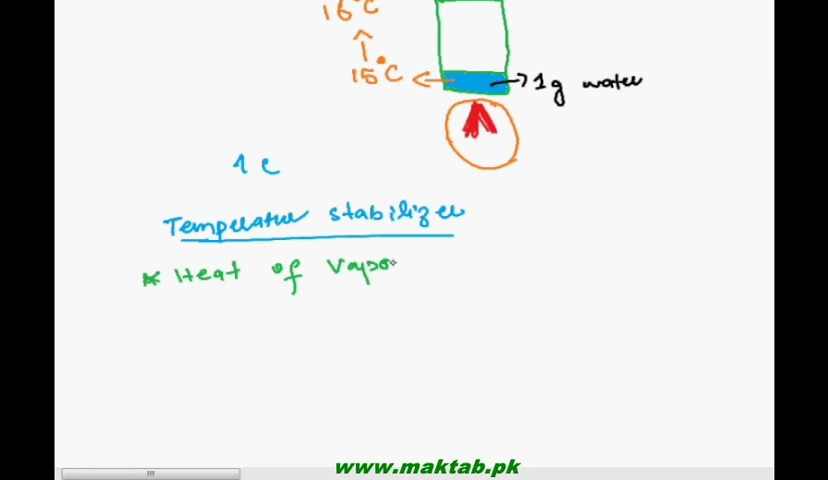 16°C
15°C
1g water
1 c
Temperature stabilizer
* Heat of Vapo
www.maktab.pk